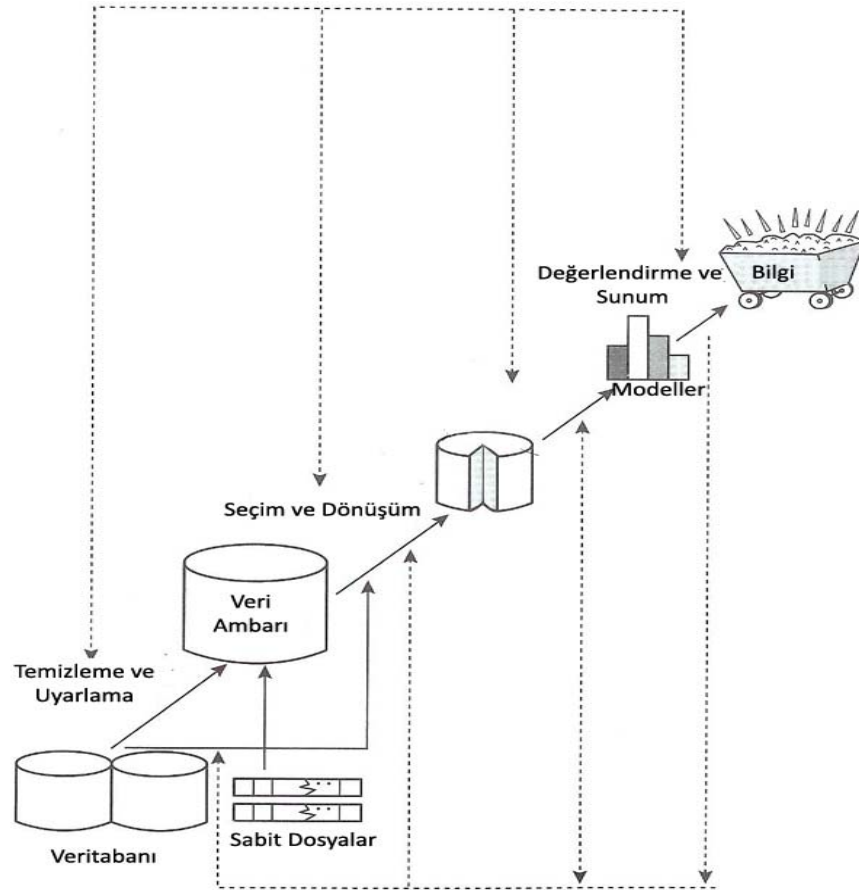 Değerlendirme ve
Sunum
Bilgi
Modeller
Seçim ve Dönüşüm
Veri
Ambarı
Temizleme ve
Uyarlama
Sabit Dosyalar
Veritabanı